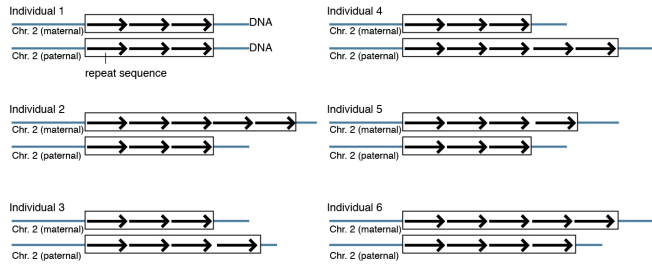 Individual 1
Chr. 2 (maternal)
DNA
Chr. 2 (paternal)
DNA
repeat sequence
Individual 2
Chr. 2 (maternal)
Chr. 2 (paternal)
Individual 3
Chr. 2 (maternal)
Chr. 2 (paternal)
Individual 4
Chr. 2 (maternal)
Chr. 2 (paternal)
Individual 5
Chr. 2 (maternal)
Chr. 2 (paternal)
Individual 6
Chr. 2 (maternal)
Chr. 2 (paternal)